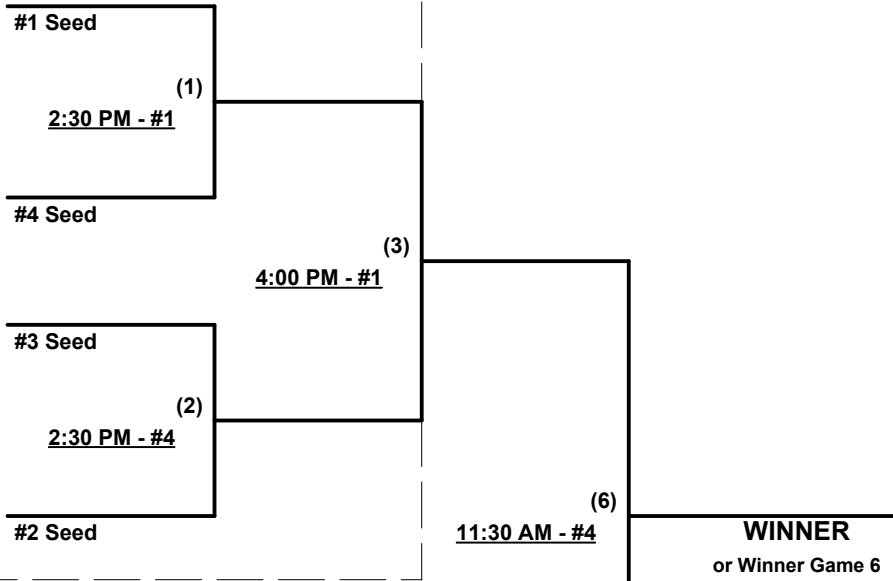 #1 Seed
(1)
2:30 PM - #1
#4 Seed
(3)
4:00 PM - #1
#3 Seed
(2)
2:30 PM - #4
#2 Seed
(6)
11:30 AM - #4
WINNER
or Winner Game 6